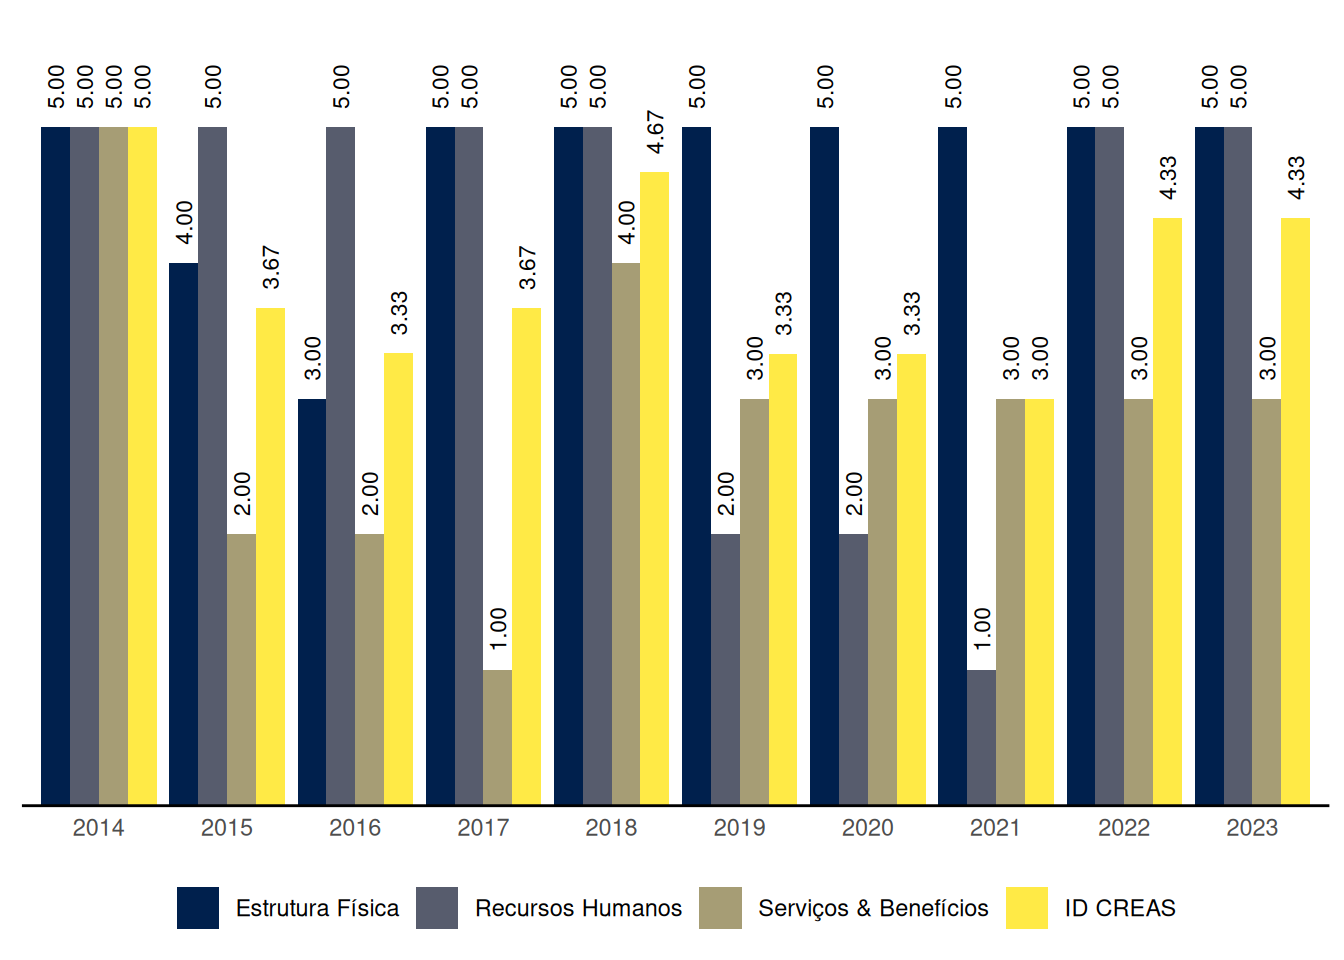 5.00 5.00 5.00 5.00 4.00 5.00 2.00 3.67 3.00 5.00 2.00 3.33 5.00 5.00 1.00 3.67 5.00 5.00 4.00 4.67 5.00 2.00 3.00 3.33 5.00 2.00 3.00 3.33 5.00 1.00 3.00 3.00 5.00 5.00 3.00 4.33 5.00 5.00 3.00 4.33
2014 2015 2016 2017 2018 2019 2020 2021 2022 2023
Estrutura Física Recursos Humanos Serviços & Benefícios ID CREAS